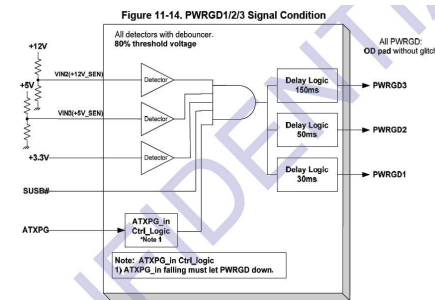 Figure 11-14. PWRGD1/2/3 Signal Condition
All detectors with debouncer.
80% threshold voltage
All PWRGD:
OD pad without glitch
+12V
VIN2(+12V_SEN)
Detector
Delay Logic
150ms
PWRGD3
+5V
VIN3(+5V_SEN)
Detector
Delay Logic
50ms
PWRGD2
+3.3V
Detector
Delay Logic
30ms
PWRGD1
SUSB#
ATXPG
ATXPG_in
Ctrl_Logic
*Note 1
Note: ATXPG_in Ctrl_logic
1) ATXPG_in falling must let PWRGD down.